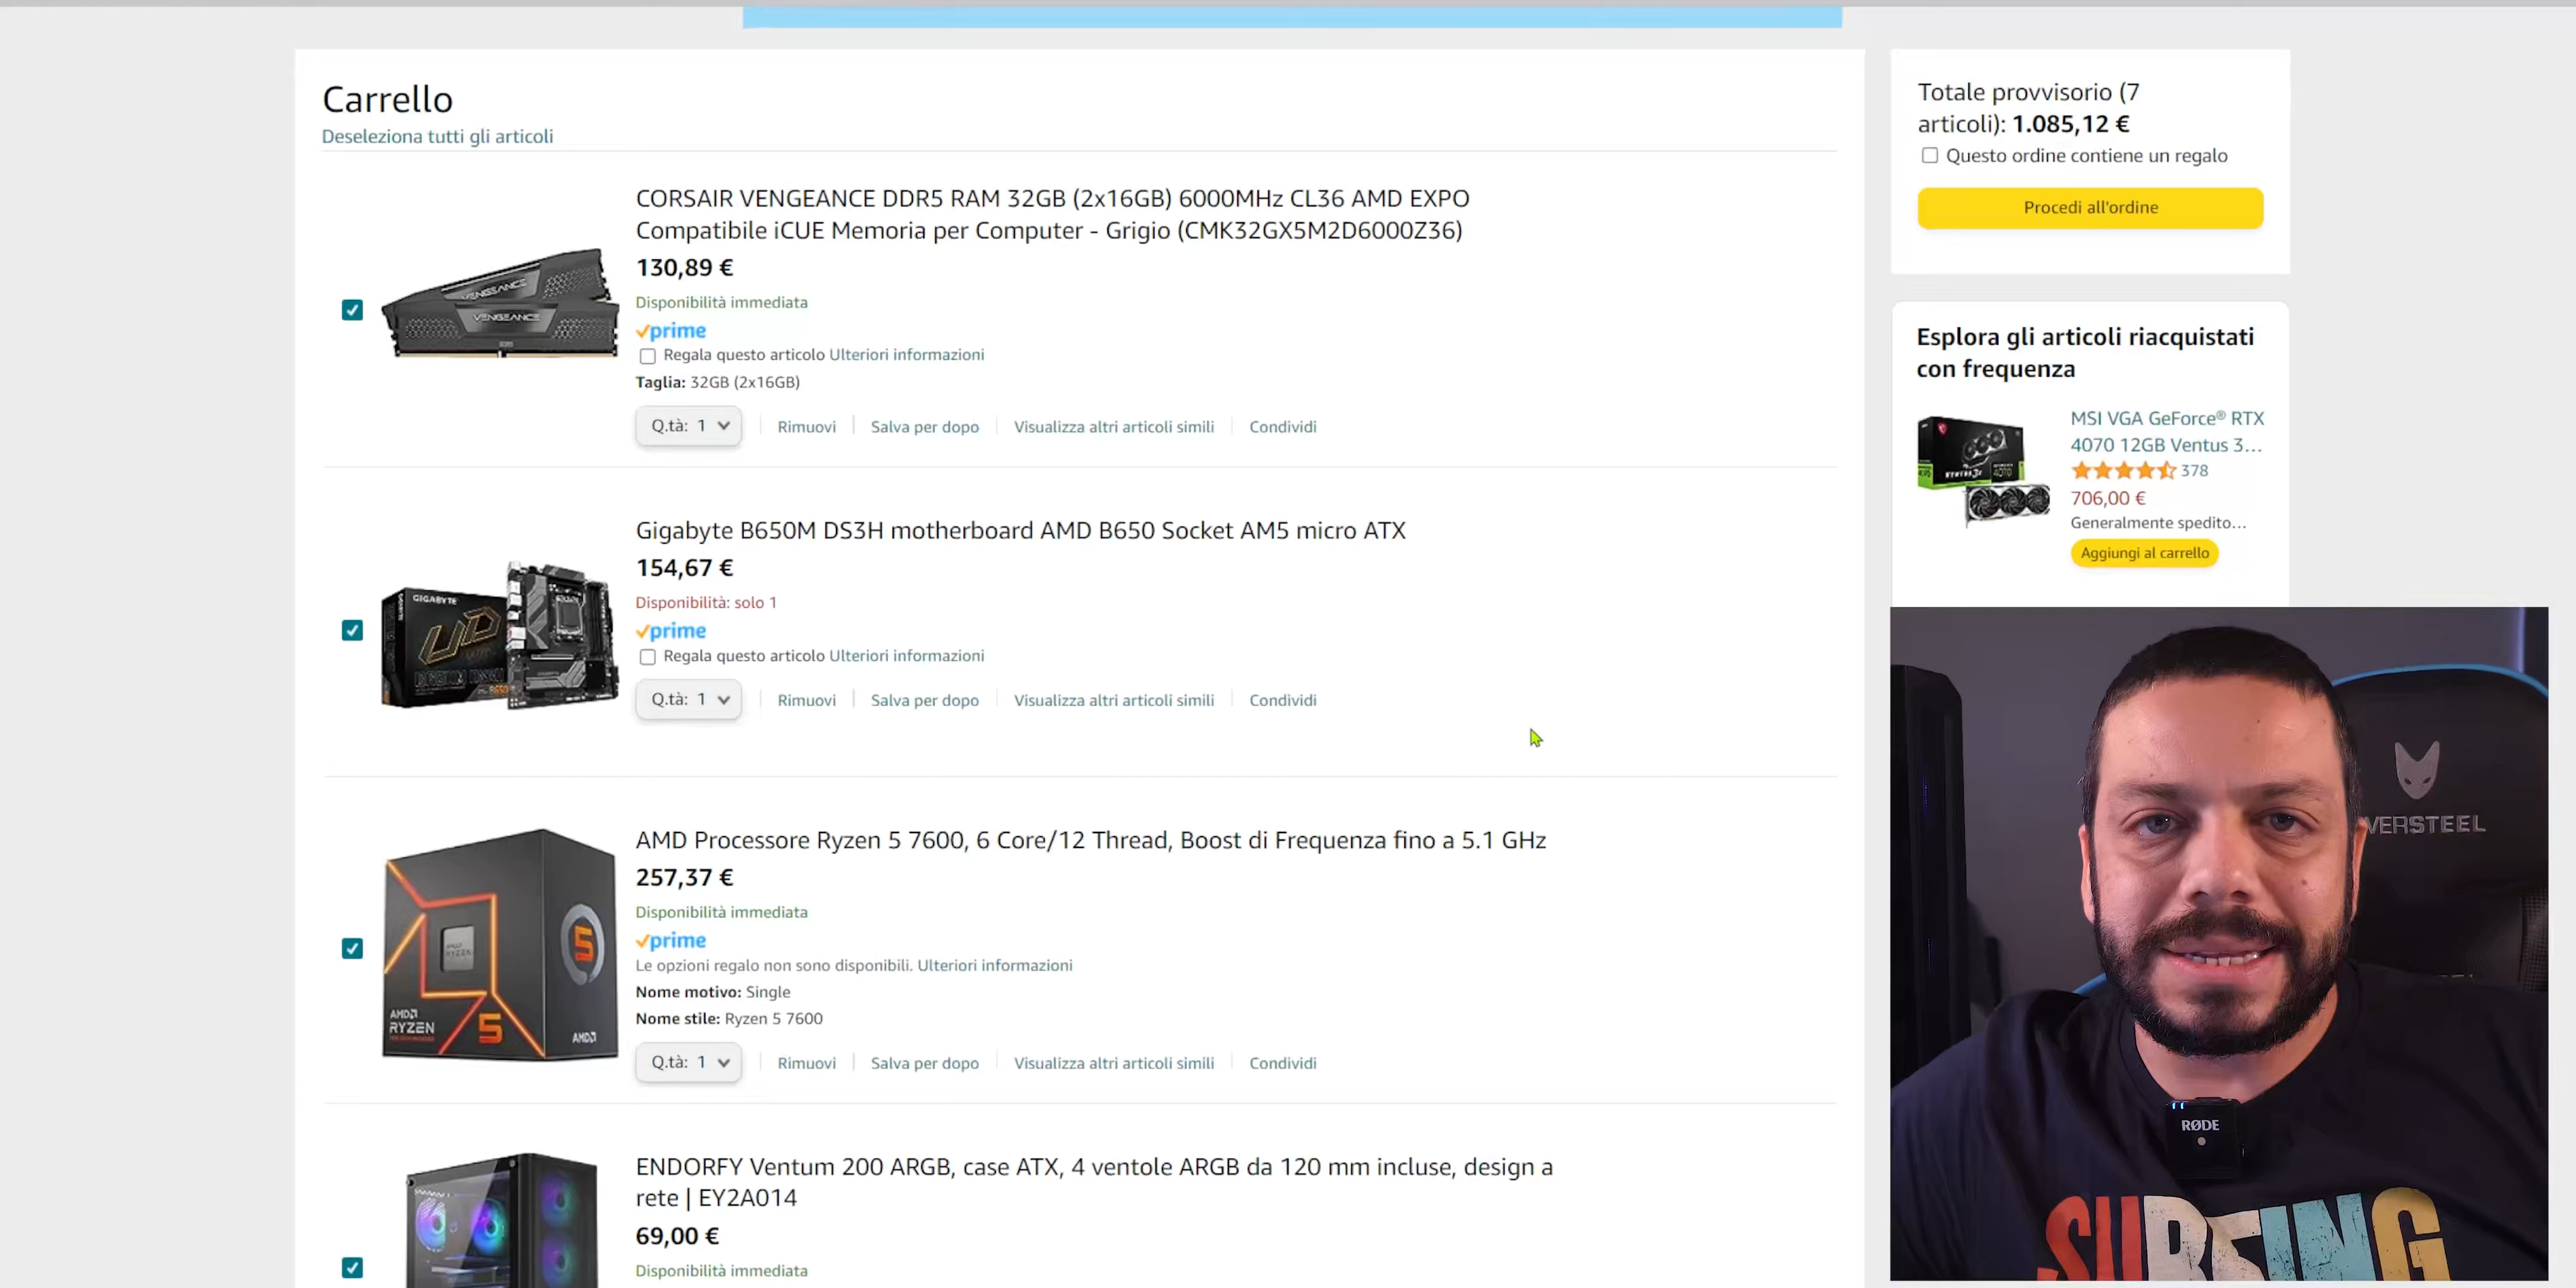 Carrello
Deseleziona tutti gli articoli
CORSAIR VENGEANCE DDR5 RAM 32GB (2x16GB) 6000MHz CL36 AMD EXPO
Compatibile iCUE Memoria per Computer - Grigio (CMK32GX5M2D6000Z36)
130,89 €
Disponibilità immediata
prime
Regala questo articolo Ulteriori informazioni
Taglia: 32GB (2x16GB)
Q.tà: 1
Rimuovi
Salva per dopo
Visualizza altri articoli simili
Condividi
VENGEANCE
VENGEANCE
Gigabyte B650M DS3H motherboard AMD B650 Socket AM5 micro ATX
154,67 €
Disponibilità: solo 1
prime
Regala questo articolo Ulteriori informazioni
Q.tà: 1
Rimuovi
Salva per dopo
Visualizza altri articoli simili
Condividi
GIGABYTE
UD
AMD Processore Ryzen 5 7600, 6 Core/12 Thread, Boost di Frequenza fino a 5.1 GHz
257,37 €
Disponibilità immediata
prime
Le opzioni regalo non sono disponibili. Ulteriori informazioni
Nome motivo: Single
Nome stile: Ryzen 5 7600
Q.tà: 1
Rimuovi
Salva per dopo
Visualizza altri articoli simili
Condividi
AMD
RYZEN
5
5
AMD
ENDORFY Ventum 200 ARGB, case ATX, 4 ventole ARGB da 120 mm incluse, design a
rete | EY2A014
69,00 €
Disponibilità immediata
Totale provvisorio (7
articoli): 1.085,12 €
Questo ordine contiene un regalo
Procedi all'ordine
Esplora gli articoli riacquistati
con frequenza
MSI VGA GeForce® RTX
4070 12GB Ventus 3...
378
706,00 €
Generalmente spedito...
Aggiungi al carrello
VERSTEEL
RØDE
SURFING